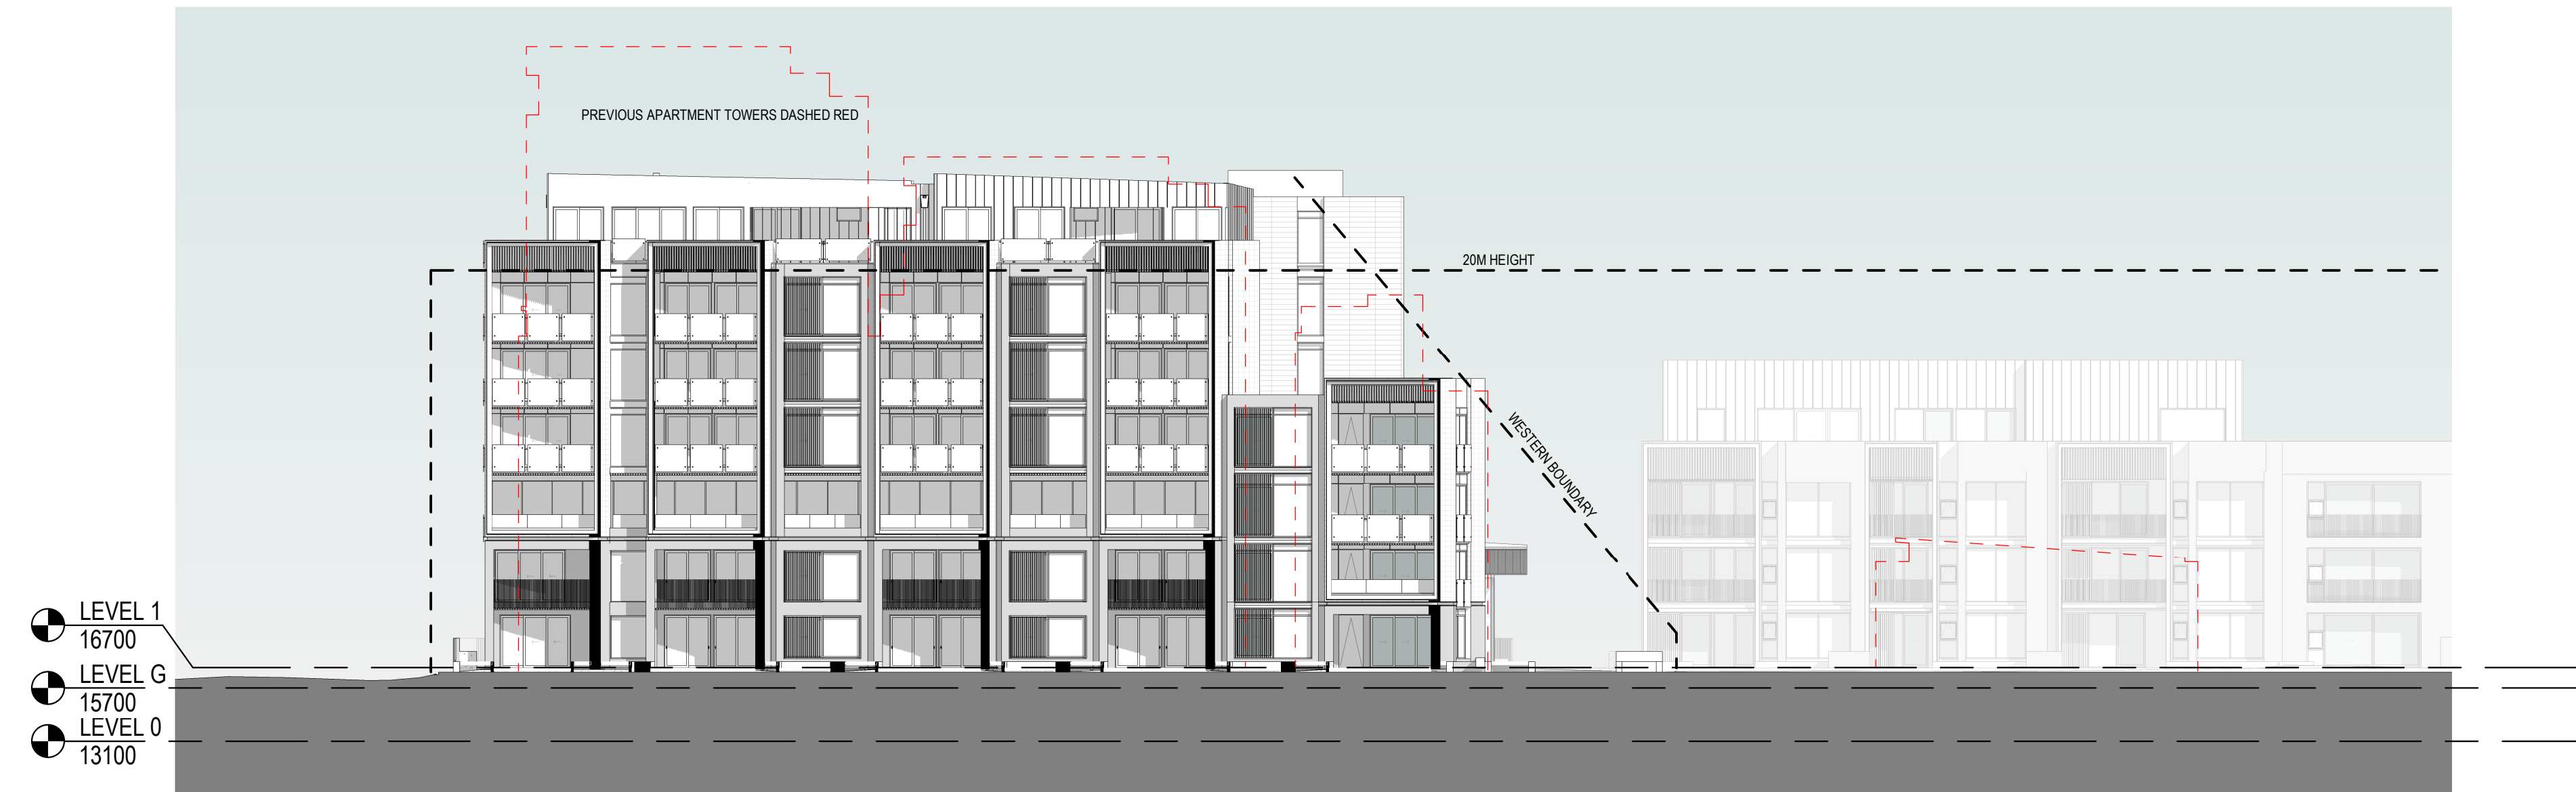 PREVIOUS APARTMENT TOWERS DASHED RED
20M HEIGHT
WESTERN BOUNDARY
LEVEL 1
16700
LEVEL G
15700
LEVEL 0
13100